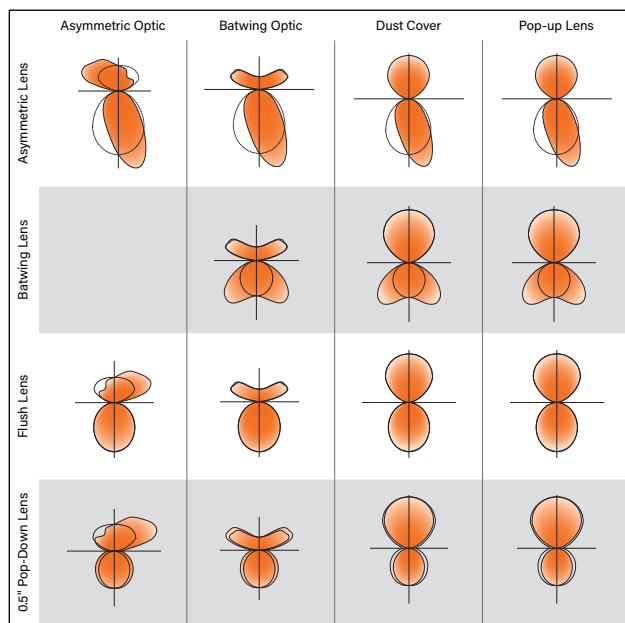 Asymmetric Optic
Batwing Optic
Dust Cover
Pop-up Lens
Asymmetric Lens
Batwing Lens
Flush Lens
0.5" Pop-Down Lens